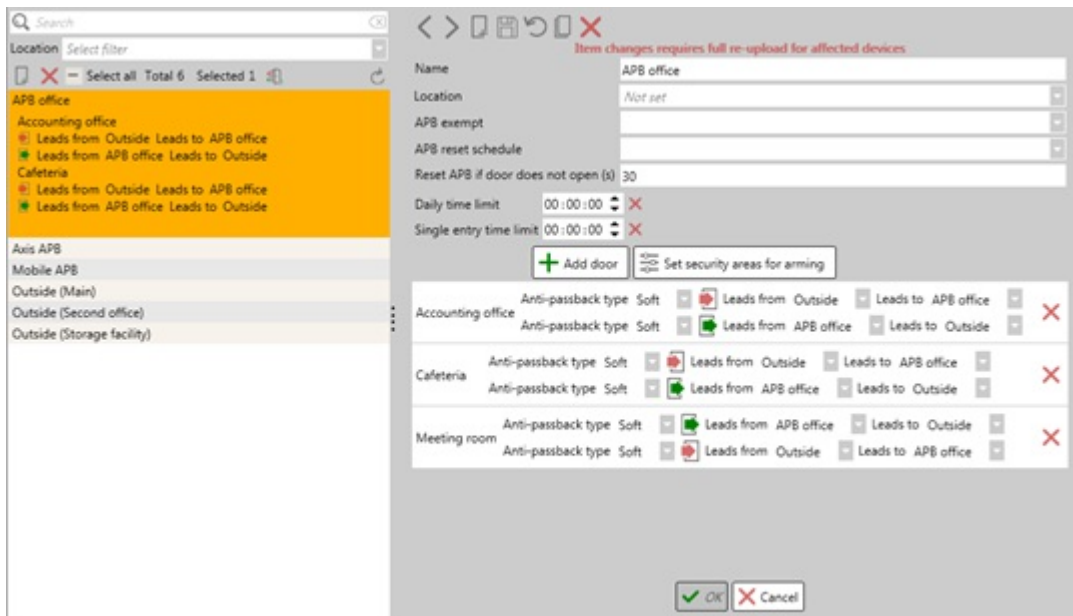 Search
Location Select filter
Select all Total 6 Selected 1
APB office
Accounting office
Leads from Outside Leads to APB office
Leads from APB office Leads to Outside
Cafeteria
Leads from Outside Leads to APB office
Leads from APB office Leads to Outside
Axis APB
Mobile APB
Outside (Main)
Outside (Second office)
Outside (Storage facility)
Item changes requires full re-upload for affected devices
Name APB office
Location Not set
APB exempt
APB reset schedule
Reset APB if door does not open (s) 30
Daily time limit 00:00:00
Single entry time limit 00:00:00
Add door Set security areas for arming
Accounting office
Anti-passback type Soft Leads from Outside Leads to APB office
Anti-passback type Soft Leads from APB office Leads to Outside
Cafeteria
Anti-passback type Soft Leads from Outside Leads to APB office
Anti-passback type Soft Leads from APB office Leads to Outside
Meeting room
Anti-passback type Soft Leads from APB office Leads to Outside
Anti-passback type Soft Leads from Outside Leads to APB office
OK Cancel